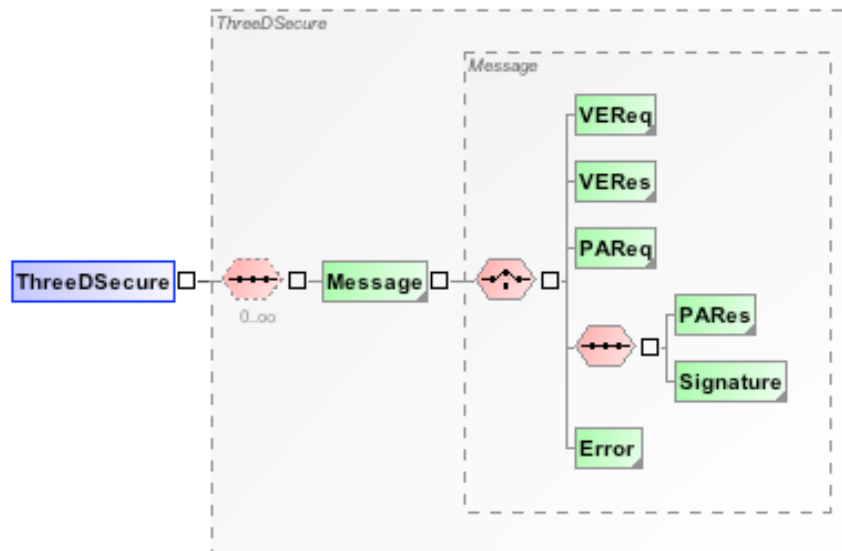 ThreeDSecure
Message
VEReq
VERes
PAReq
ThreeDSecure
Message
0..∞
PARes
Signature
Error